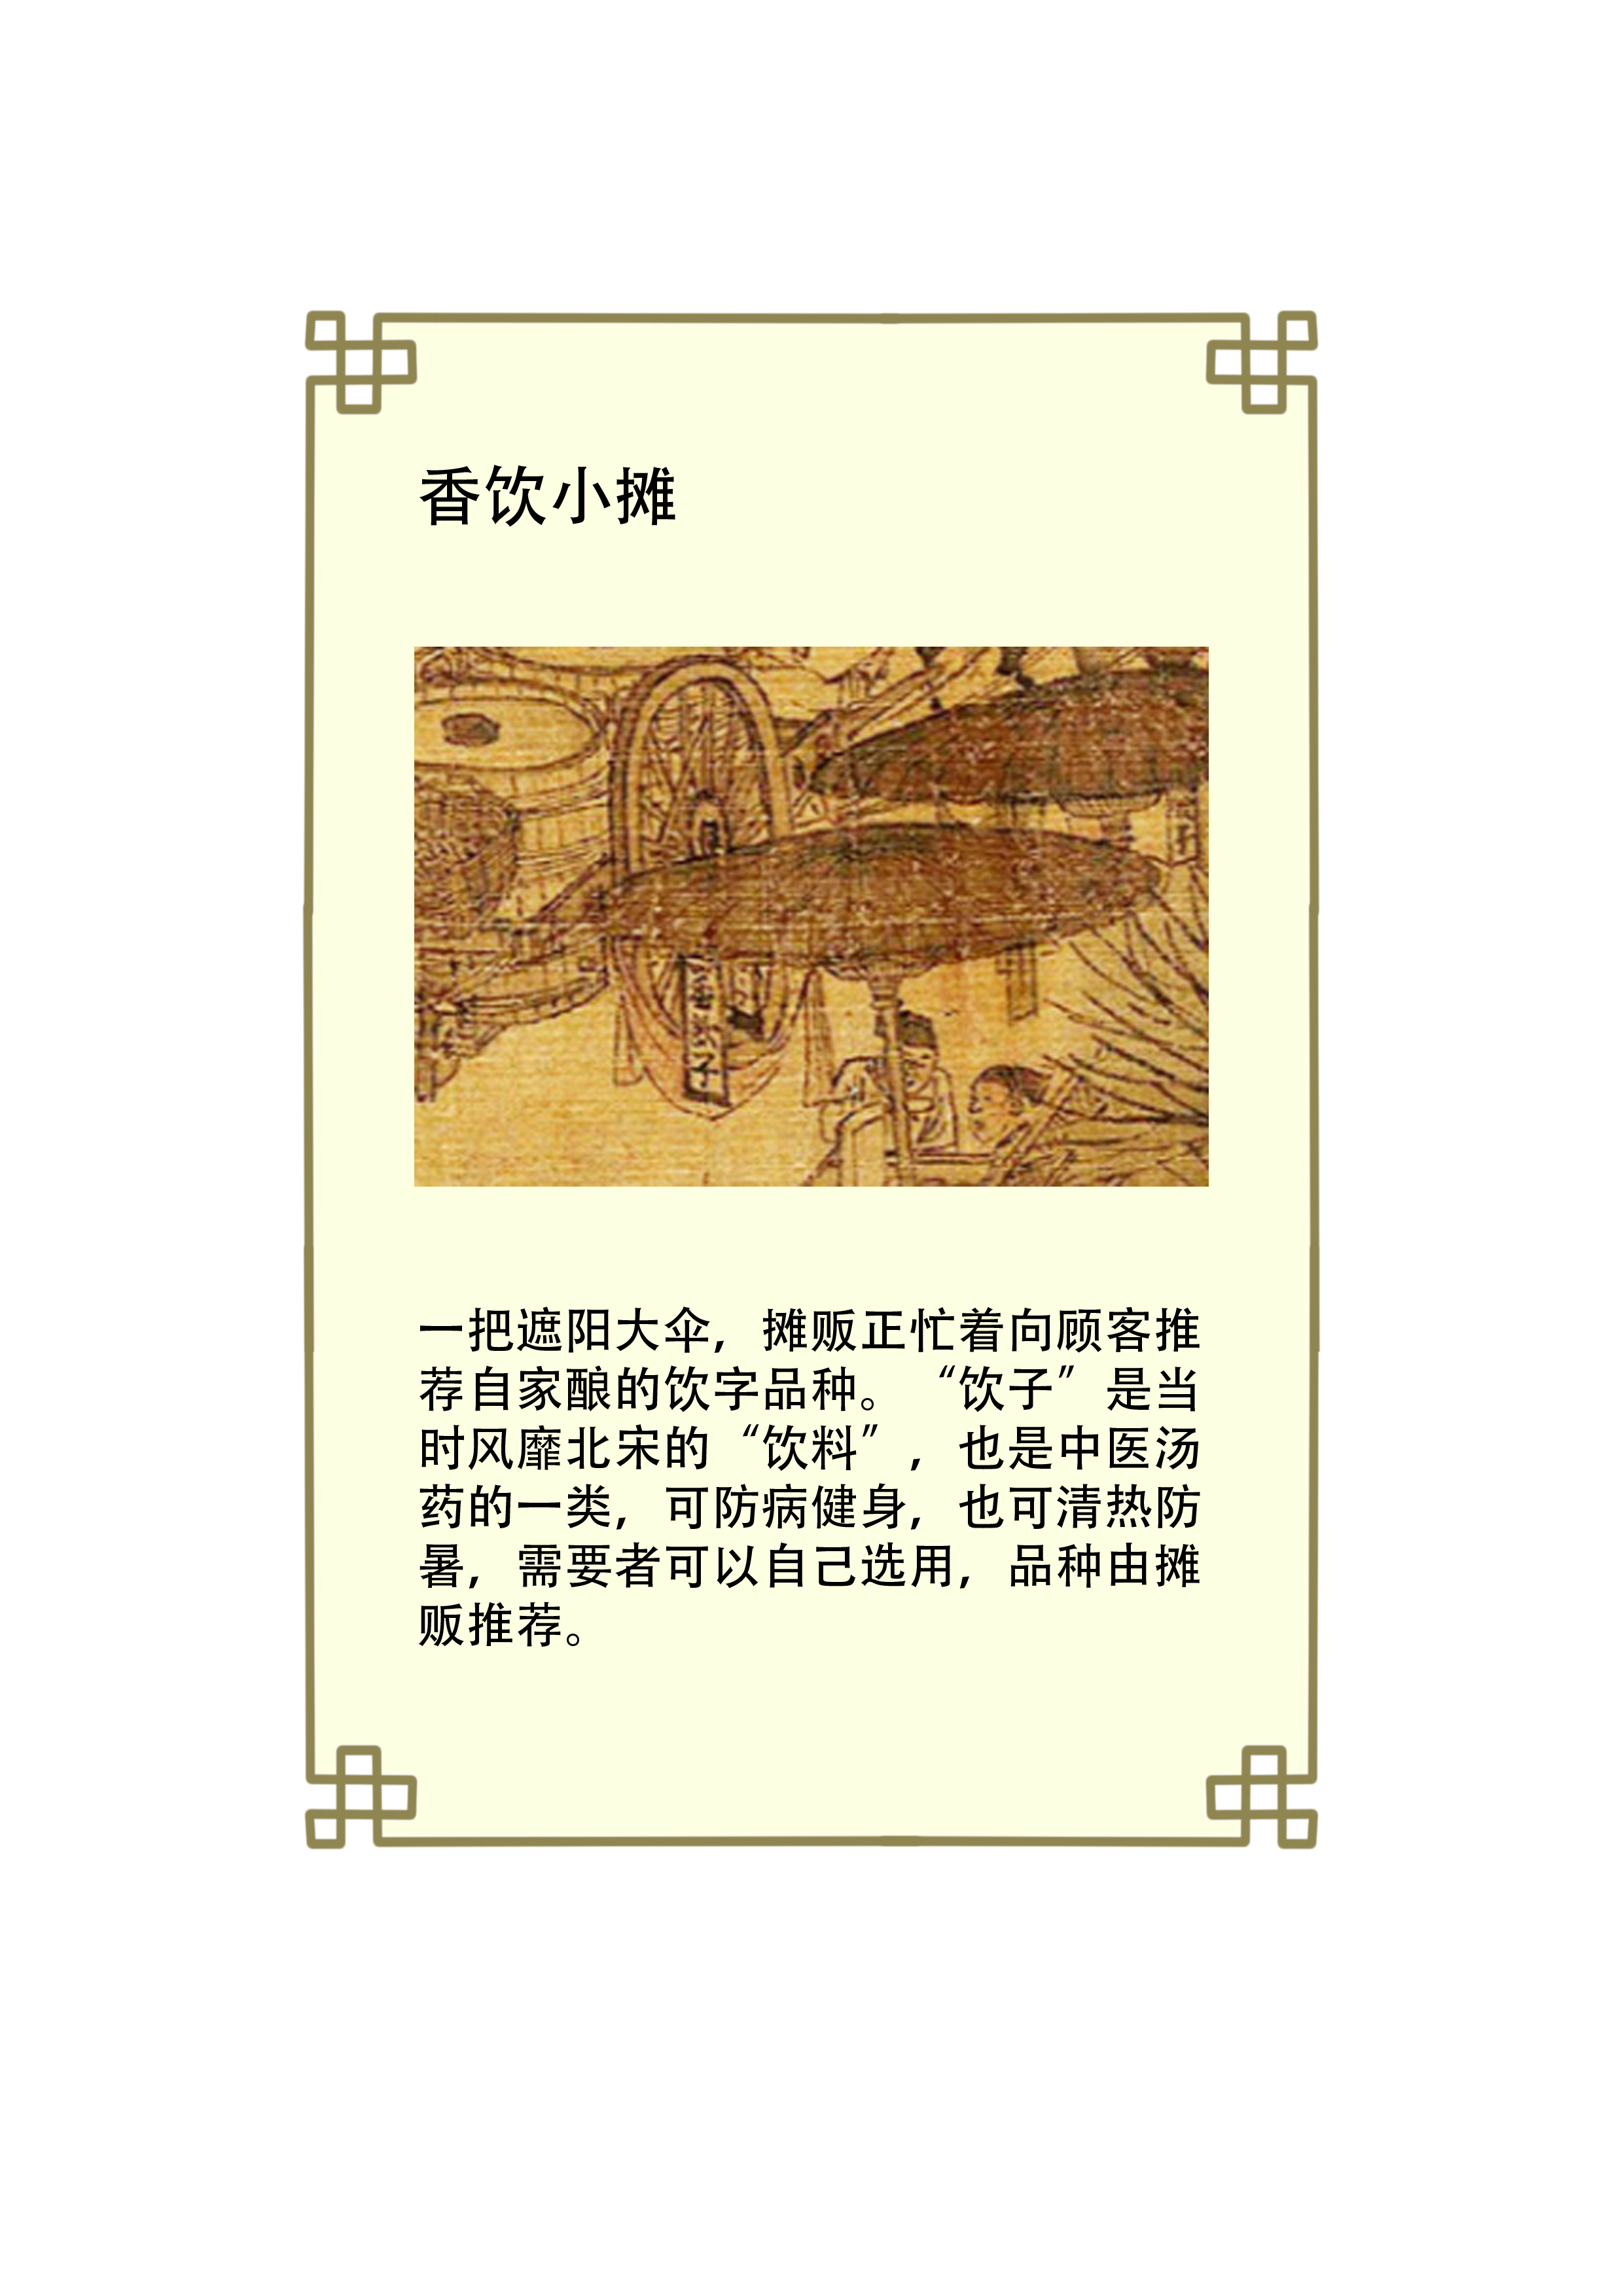 香饮小摊
一把遮阳大伞，摊贩正忙着向顾客推
荐自家酿的饮字品种。“饮子”是当
时风靡北宋的“饮料”，也是中医汤
药的一类，可防病健身，也可清热防
暑，需要者可以自己选用，品种由摊
贩推荐。